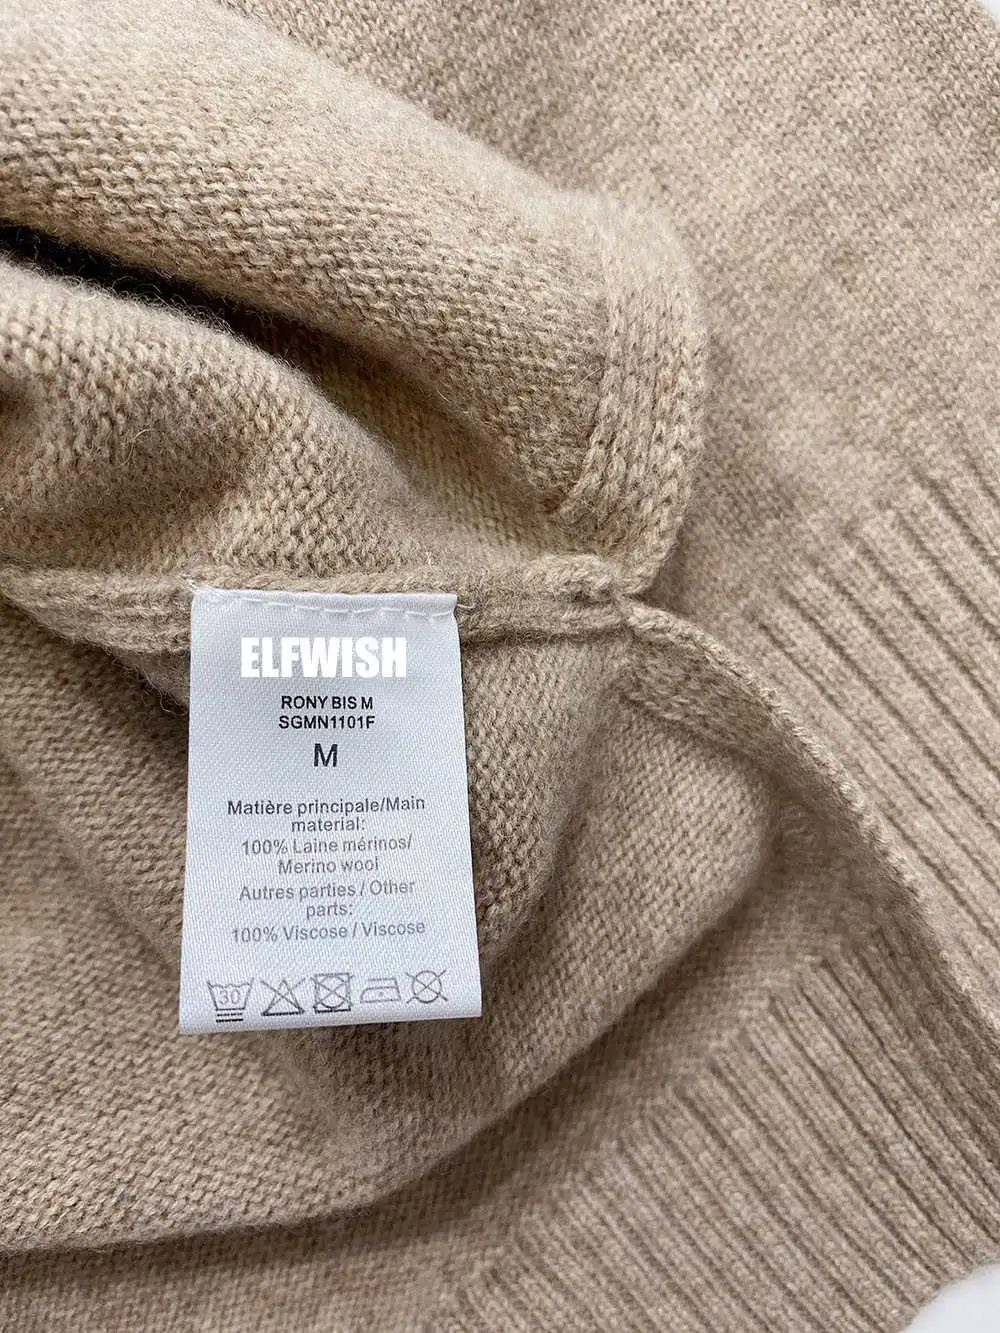 ELFWISH
RONY BIS M
SGMN1101F
M
Matière principale/Main
material:
100% Laine mérinos/
Merino wool
Autres parties / Other
parts:
100% Viscose / Viscose
30